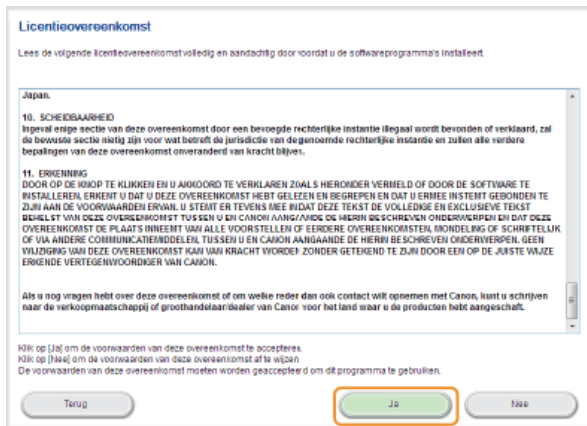 Licentieovereenkomst
Lees de volgende licentieovereenkomst volledig en aandachtig door voordat u de softwareprogramma's installeert.
Japan.
10. SCHEIDBAARHEID
Ingeval enige sectie van deze overeenkomst door een bevoegde rechterlijke instantie illegaal wordt bevonden of verklaard, zal
de bewuste sectie nietig zijn voor wat betreft de jurisdictie van degenoemde rechterlijke instantie en zullen alle verdere
bepalingen van deze overeenkomst onveranderd van kracht blijven.
11. ERKENNING
DOOR OP DE KNOP TE KLIKKEN EN U AKKOORD TE VERKLAREN ZOALS HIERONDER VERMELD OF DOOR DE SOFTWARE TE
INSTALLEREN, ERKENT U DAT U DEZE OVEREENKOMST HEBT GELEZEN EN BEGREPEN EN DAT U ERMEE INSTEMT GEBONDEN TE
ZIJN AAN DE VOORWAARDEN ERVAN. U STEMT ER TEVENS MEE IN DAT DEZE TEKST DE VOLLEDIGE EN EXCLUSIEVE TEKST
BEHELST VAN DEZE OVEREENKOMST TUSSEN U EN CANON AANGAANDE DE HIERIN BESCHREVEN ONDERWERPEN EN DAT DEZE
OVEREENKOMST DE PLAATS INNEEMT VAN ALLE VOORSTELLEN OF EERDERE OVEREENKOMSTEN, MONDELING OF SCHRIFTELIJK
OF VIA ANDERE COMMUNICATIEMIDDELEN, TUSSEN U EN CANON AANGAANDE DE HIERIN BESCHREVEN ONDERWERPEN. GEEN
WIJZIGING VAN DEZE OVEREENKOMST KAN VAN KRACHT WORDEN ZONDER GETEKEND TE ZIJN DOOR EEN OP DE JUISTE WIJZE
ERKENDE VERTEGENWOORDIGER VAN CANON.
Als u nog vragen hebt over deze overeenkomst of om welke reder dan ook contact wilt opnemen met Canon, kunt u schrijven
naar de verkoopmaatschappij of groothandelaar/dealer van Canon voor het land waar u de producten hebt aangeschaft.
Klik op [Ja] om de voorwaarden van deze overeenkomst te accepteren.
Klik op [Nee] om de voorwaarden van deze overeenkomst af te wijzen
De voorwaarden van deze overeenkomst moeten worden geaccepteerd om dit programma te gebruiken.
Terug
Ja
Nee